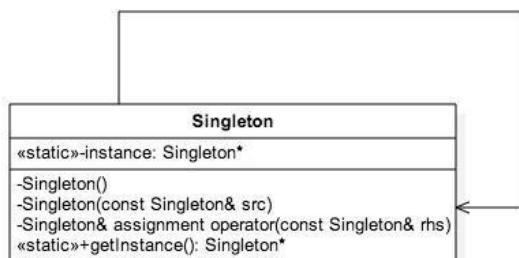 Singleton
«static»-instance: Singleton*
-Singleton()
-Singleton(const Singleton& src)
-Singleton& assignment operator(const Singleton& rhs)
«static»+getInstance(): Singleton*